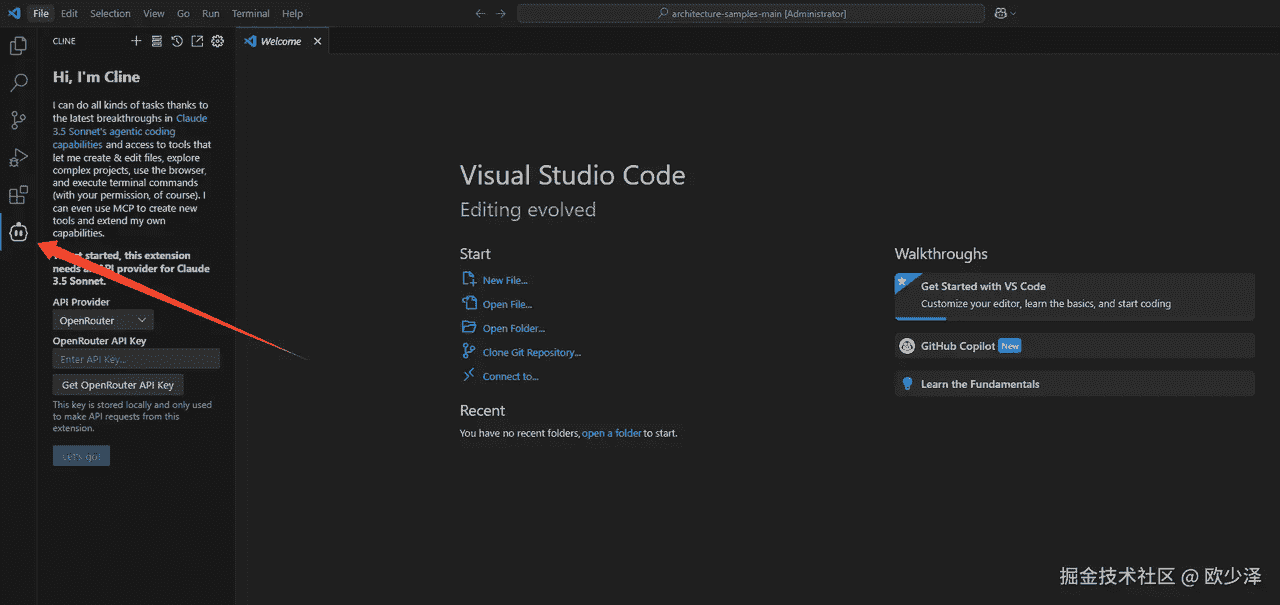 File Edit Selection View Go Run Terminal Help
architecture-samples-main [Administrator]
CLINE
Welcome
Hi, I'm Cline
I can do all kinds of tasks thanks to
the latest breakthroughs in Claude
3.5 Sonnet's agentic coding
capabilities and access to tools that
let me create & edit files, explore
complex projects, use the browser,
and execute terminal commands
(with your permission, of course). I
can even use MCP to create new
tools and extend my own
capabilities.
get started, this extension
needs an API provider for Claude
3.5 Sonnet.
API Provider
OpenRouter
OpenRouter API Key
Enter API Key...
Get OpenRouter API Key
This key is stored locally and only used
to make API requests from this
extension.
Let's go!
Visual Studio Code
Editing evolved
Start
New File...
Open File...
Open Folder...
Clone Git Repository...
Connect to...
Recent
You have no recent folders, open a folder to start.
Walkthroughs
Get Started with VS Code
Customize your editor, learn the basics, and start coding
GitHub Copilot New
Learn the Fundamentals
掘金技术社区 @ 欧少泽